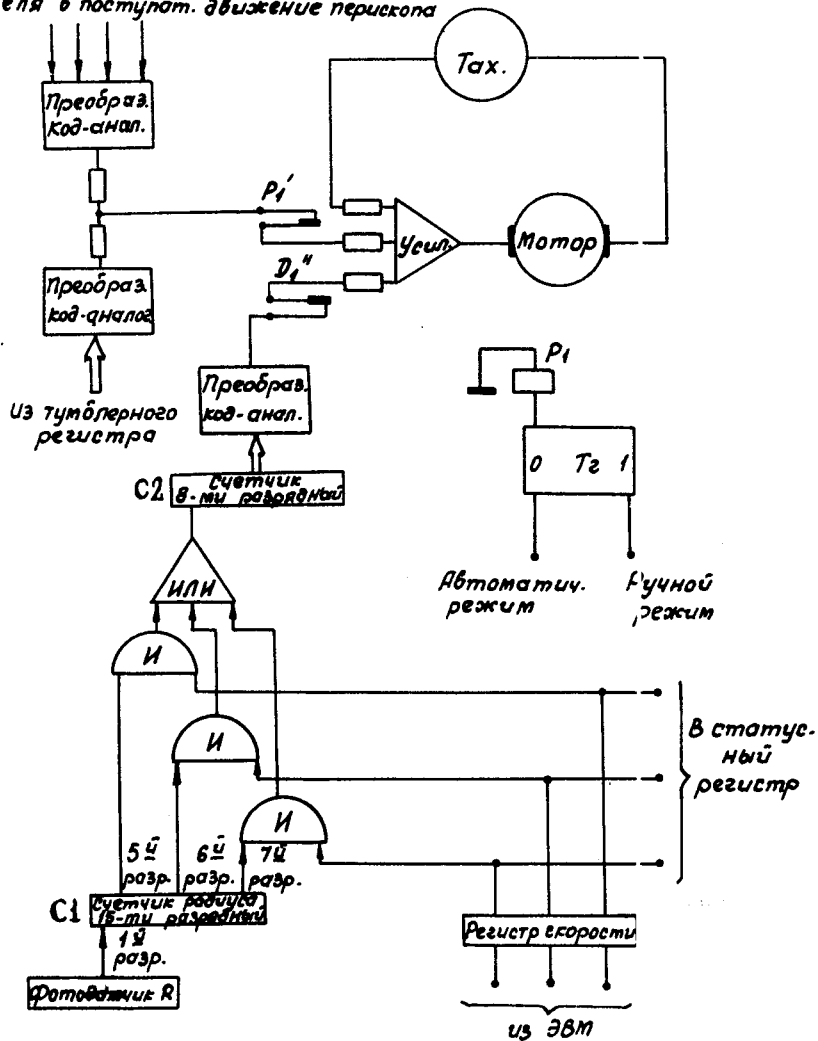 еля в поступат. движение перископа
Тах.
Преобраз.
код-анал.
P₁'
Усил.
Мотор
D₁"
Преобраз.
код-аналог
Из тумблерного
регистра
Преобраз.
код-анал.
P₁
0 Тг 1
C2
Счетчик
8-ми разрядный
Автоматич.
режим
Ручной
режим
ИЛИ
И
И
И
В статус-
ный
регистр
5й
разр.
6й
разр.
7й
разр.
C1
Счетчик радиуса
15-ти разрядный
1й
разр.
Фотодатчик R
Регистр скорости
из ЭВМ